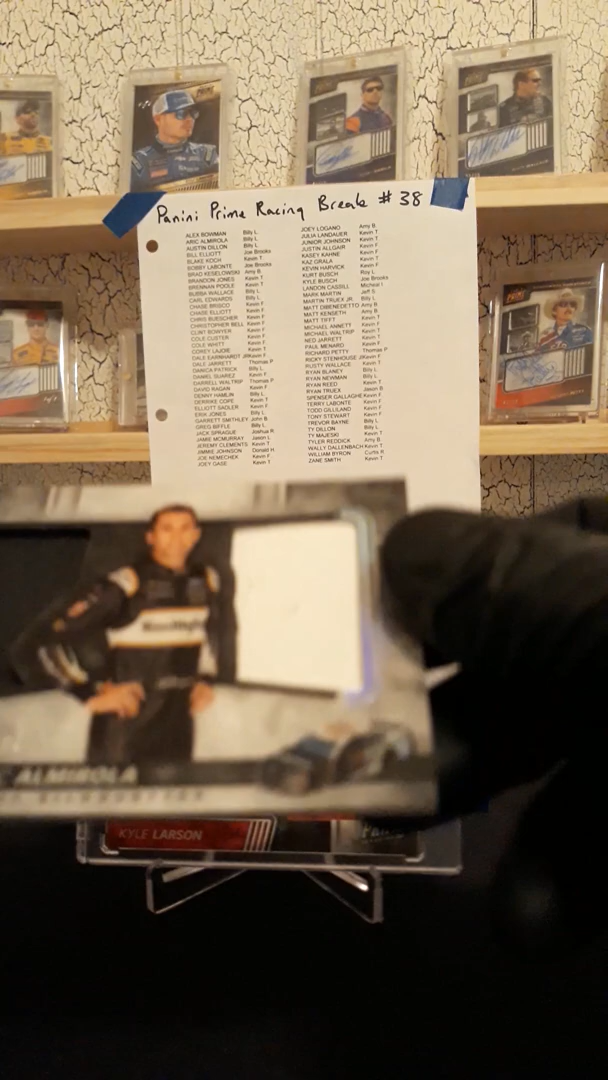 Panini Prime Racing Break #38
ALEX BOWMAN Billy L
ARIC ALMIROLA Billy L
AUSTIN DILLON Billy L
BILL ELLIOTT Joe Brooks
BLAKE KOCH Kevin T
BOBBY LABONTE Joe Brooks
BRAD KESELOWSKI Amy B
BRANDON JONES Kevin T
BRENNAN POOLE Kevin T
BUBBA WALLACE Billy L
CARL EDWARDS Billy L
CHASE BRISCO Kevin F
CHASE ELLIOTT Kevin F
CHRIS BUESCHER Kevin F
CHRISTOPHER BELL Kevin F
CLINT BOWYER Kevin F
COLE CUSTER Kevin F
COLE WHITT Kevin F
COREY LAJOIE Kevin T
DALE EARNHARDT JR Kevin F
DALE JARRETT Thomas P
DANICA PATRICK Billy L
DANIEL SUAREZ Kevin F
DARRELL WALTRIP Thomas P
DAVID RAGAN Kevin F
DENNY HAMLIN Billy L
DERRIKE COPE Kevin T
ELLIOTT SADLER Kevin F
ERIK JONES Billy L
GARRETT SMITHLEY John B
GREG BIFFLE Billy L
JACK SPRAGUE Joshua R
JAMIE MCMURRAY Jason L
JEREMY CLEMENTS Kevin T
JIMMIE JOHNSON Donald H
JOE NEMECHEK Kevin F
JOEY GASE Kevin T
JOEY LOGANO Amy B
JULIA LANDAUER Kevin T
JUNIOR JOHNSON Kevin T
JUSTIN ALLGAIR Kevin F
KASEY KAHNE Kevin F
KAZ GRALA Kevin T
KEVIN HARVICK Kevin F
KURT BUSCH Roy L
KYLE BUSCH Joe Brooks
LANDON CASSILL Micheal I
MARK MARTIN Jeff S
MARTIN TRUEX JR. Billy L
MATT DIBENEDETTO Amy B
MATT KENSETH Amy B
MATT TIFFT Kevin T
MICHAEL ANNETT Kevin F
MICHAEL WALTRIP Kevin F
NED JARRETT Kevin T
PAUL MENARD Kevin F
RICHARD PETTY Thomas P
RICKY STENHOUSE JR Kevin F
RUSTY WALLACE Kevin T
RYAN BLANEY Billy L
RYAN NEWMAN Billy L
RYAN REED Kevin T
RYAN TRUEX Jason B
SPENSER GALLAGHER Kevin F
TERRY LABONTE Kevin F
TODD GILLILAND Kevin F
TONY STEWART Kevin F
TREVOR BAYNE Billy L
TY DILLON Billy L
TY MAJESKI Kevin T
TYLER REDDICK Amy B
WALLY DALLENBACH Kevin T
WILLIAM BYRON Curtis R
ZANE SMITH Kevin T
ALMIROLA
KYLE LARSON